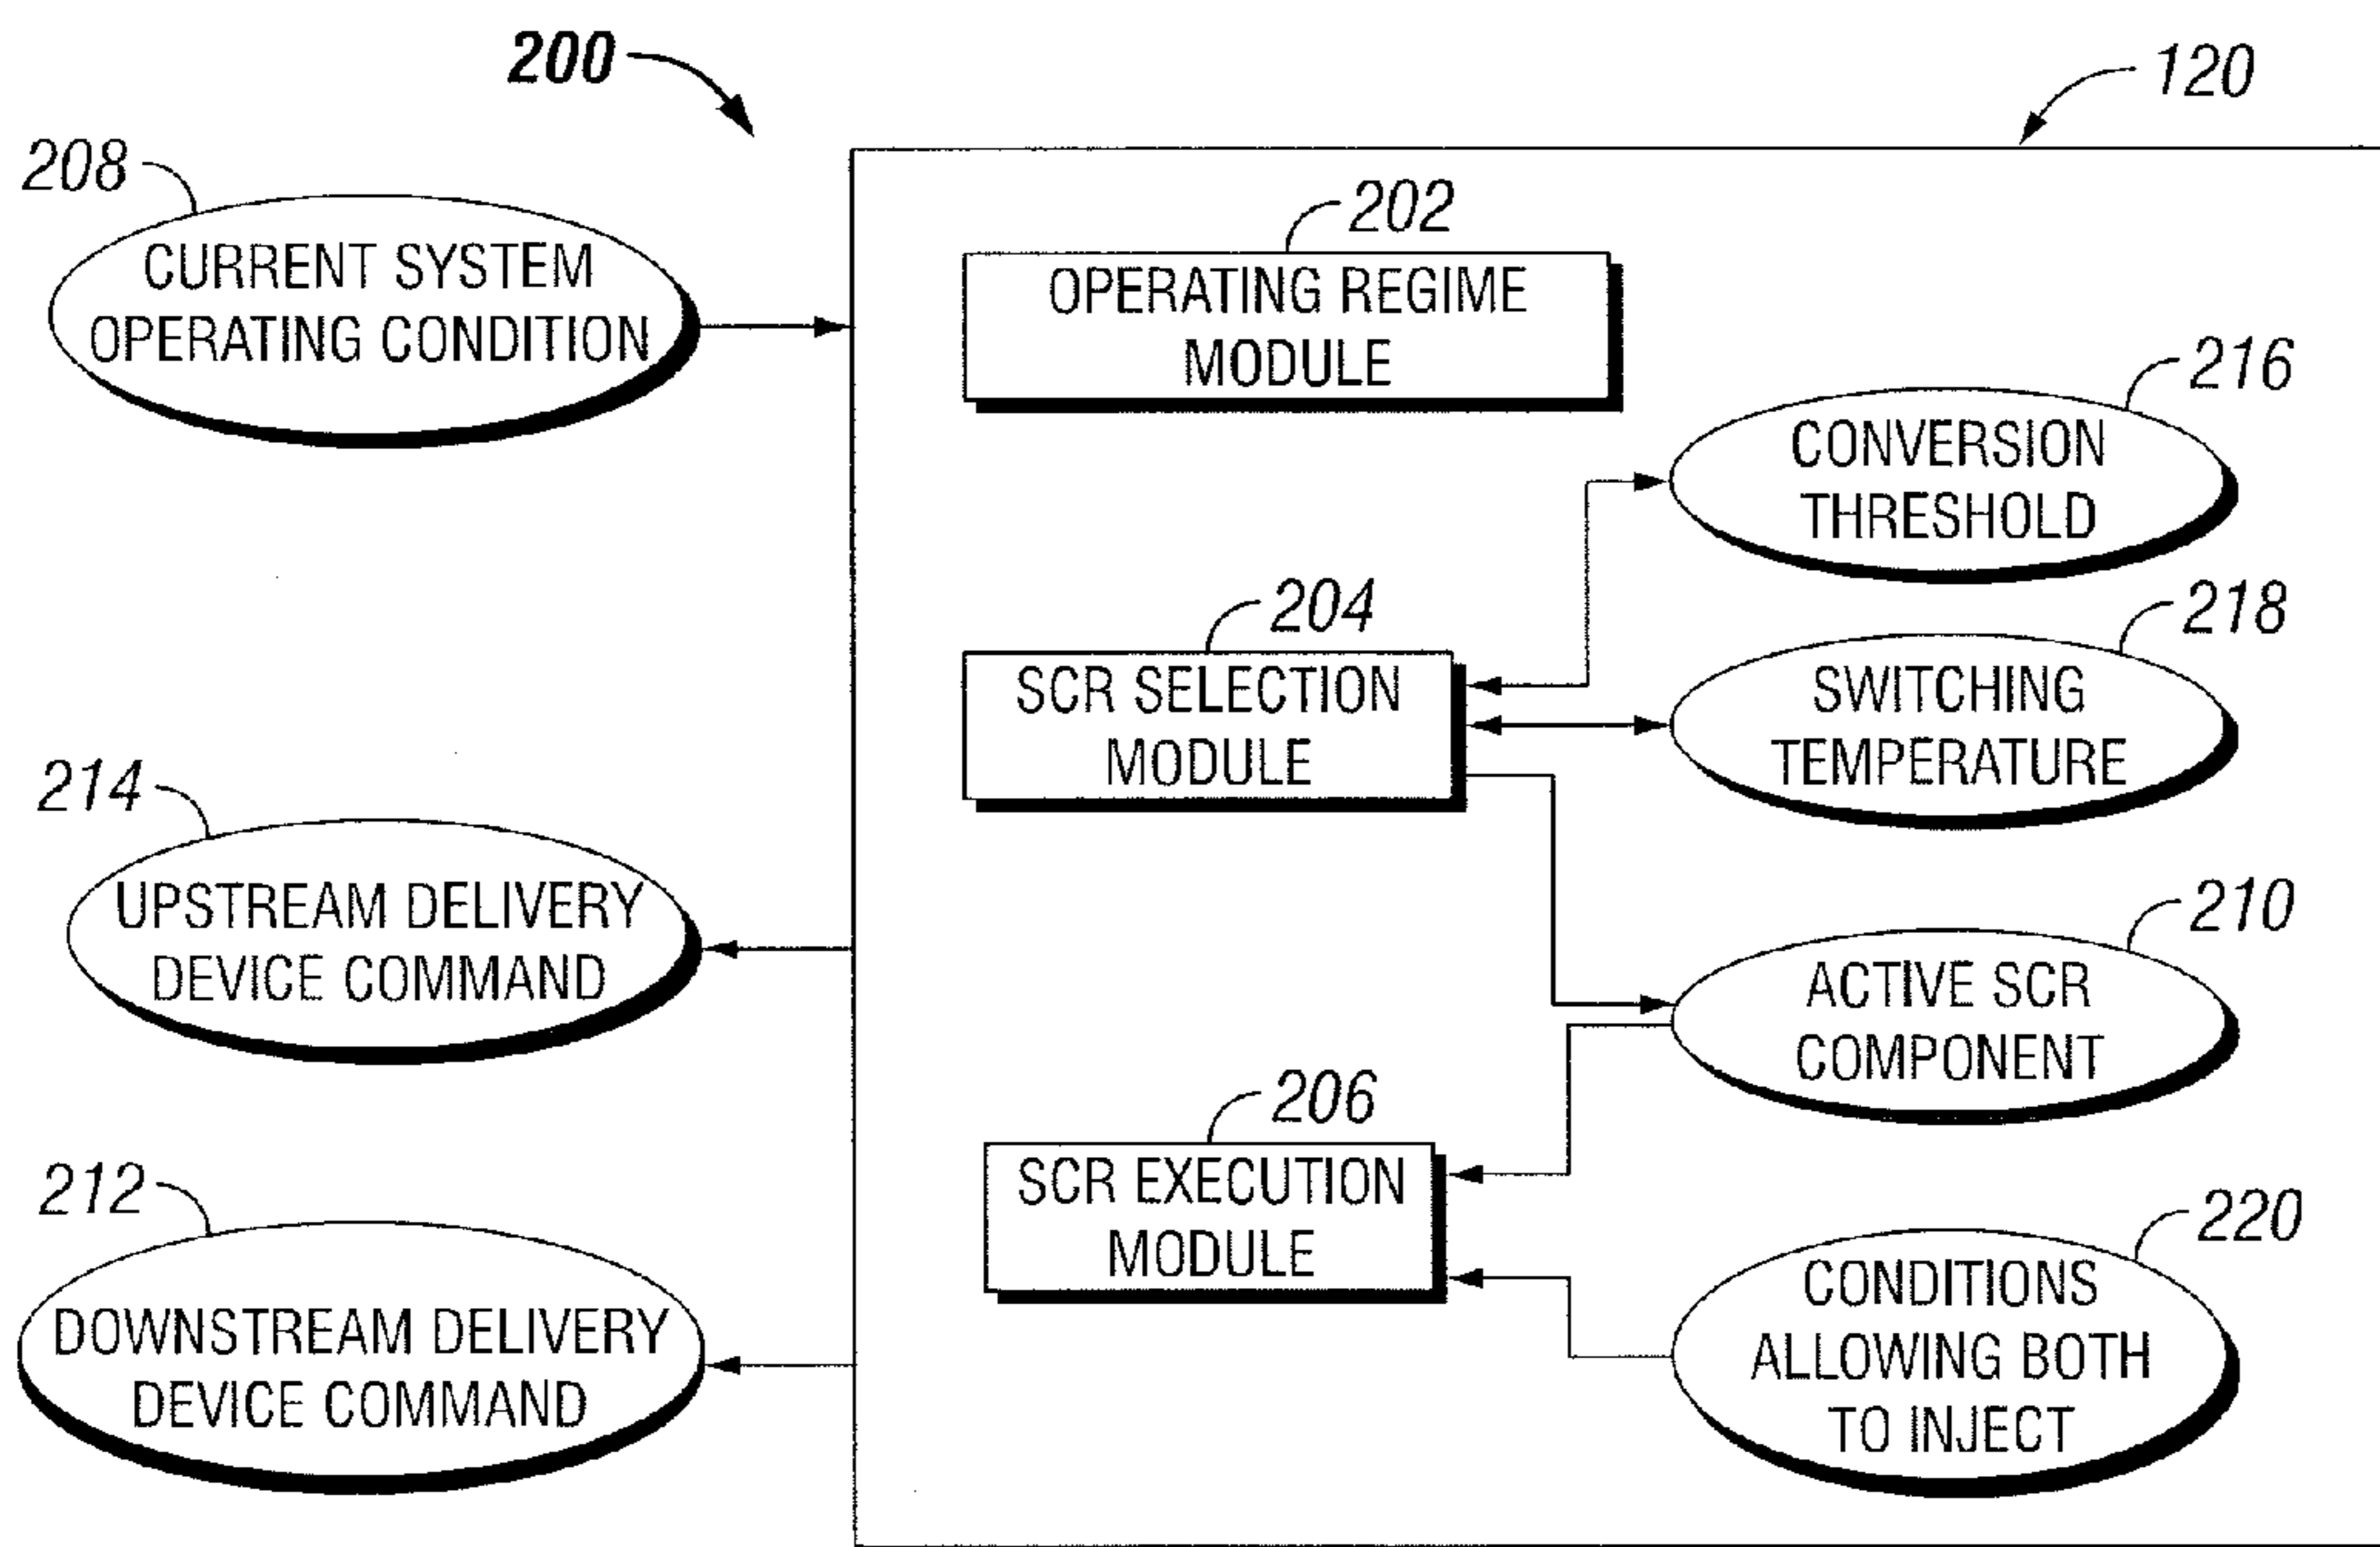 200
120
208
CURRENT SYSTEM
OPERATING CONDITION
202
OPERATING REGIME
MODULE
216
CONVERSION
THRESHOLD
204
SCR SELECTION
MODULE
218
SWITCHING
TEMPERATURE
214
UPSTREAM DELIVERY
DEVICE COMMAND
210
ACTIVE SCR
COMPONENT
206
SCR EXECUTION
MODULE
212
DOWNSTREAM DELIVERY
DEVICE COMMAND
220
CONDITIONS
ALLOWING BOTH
TO INJECT